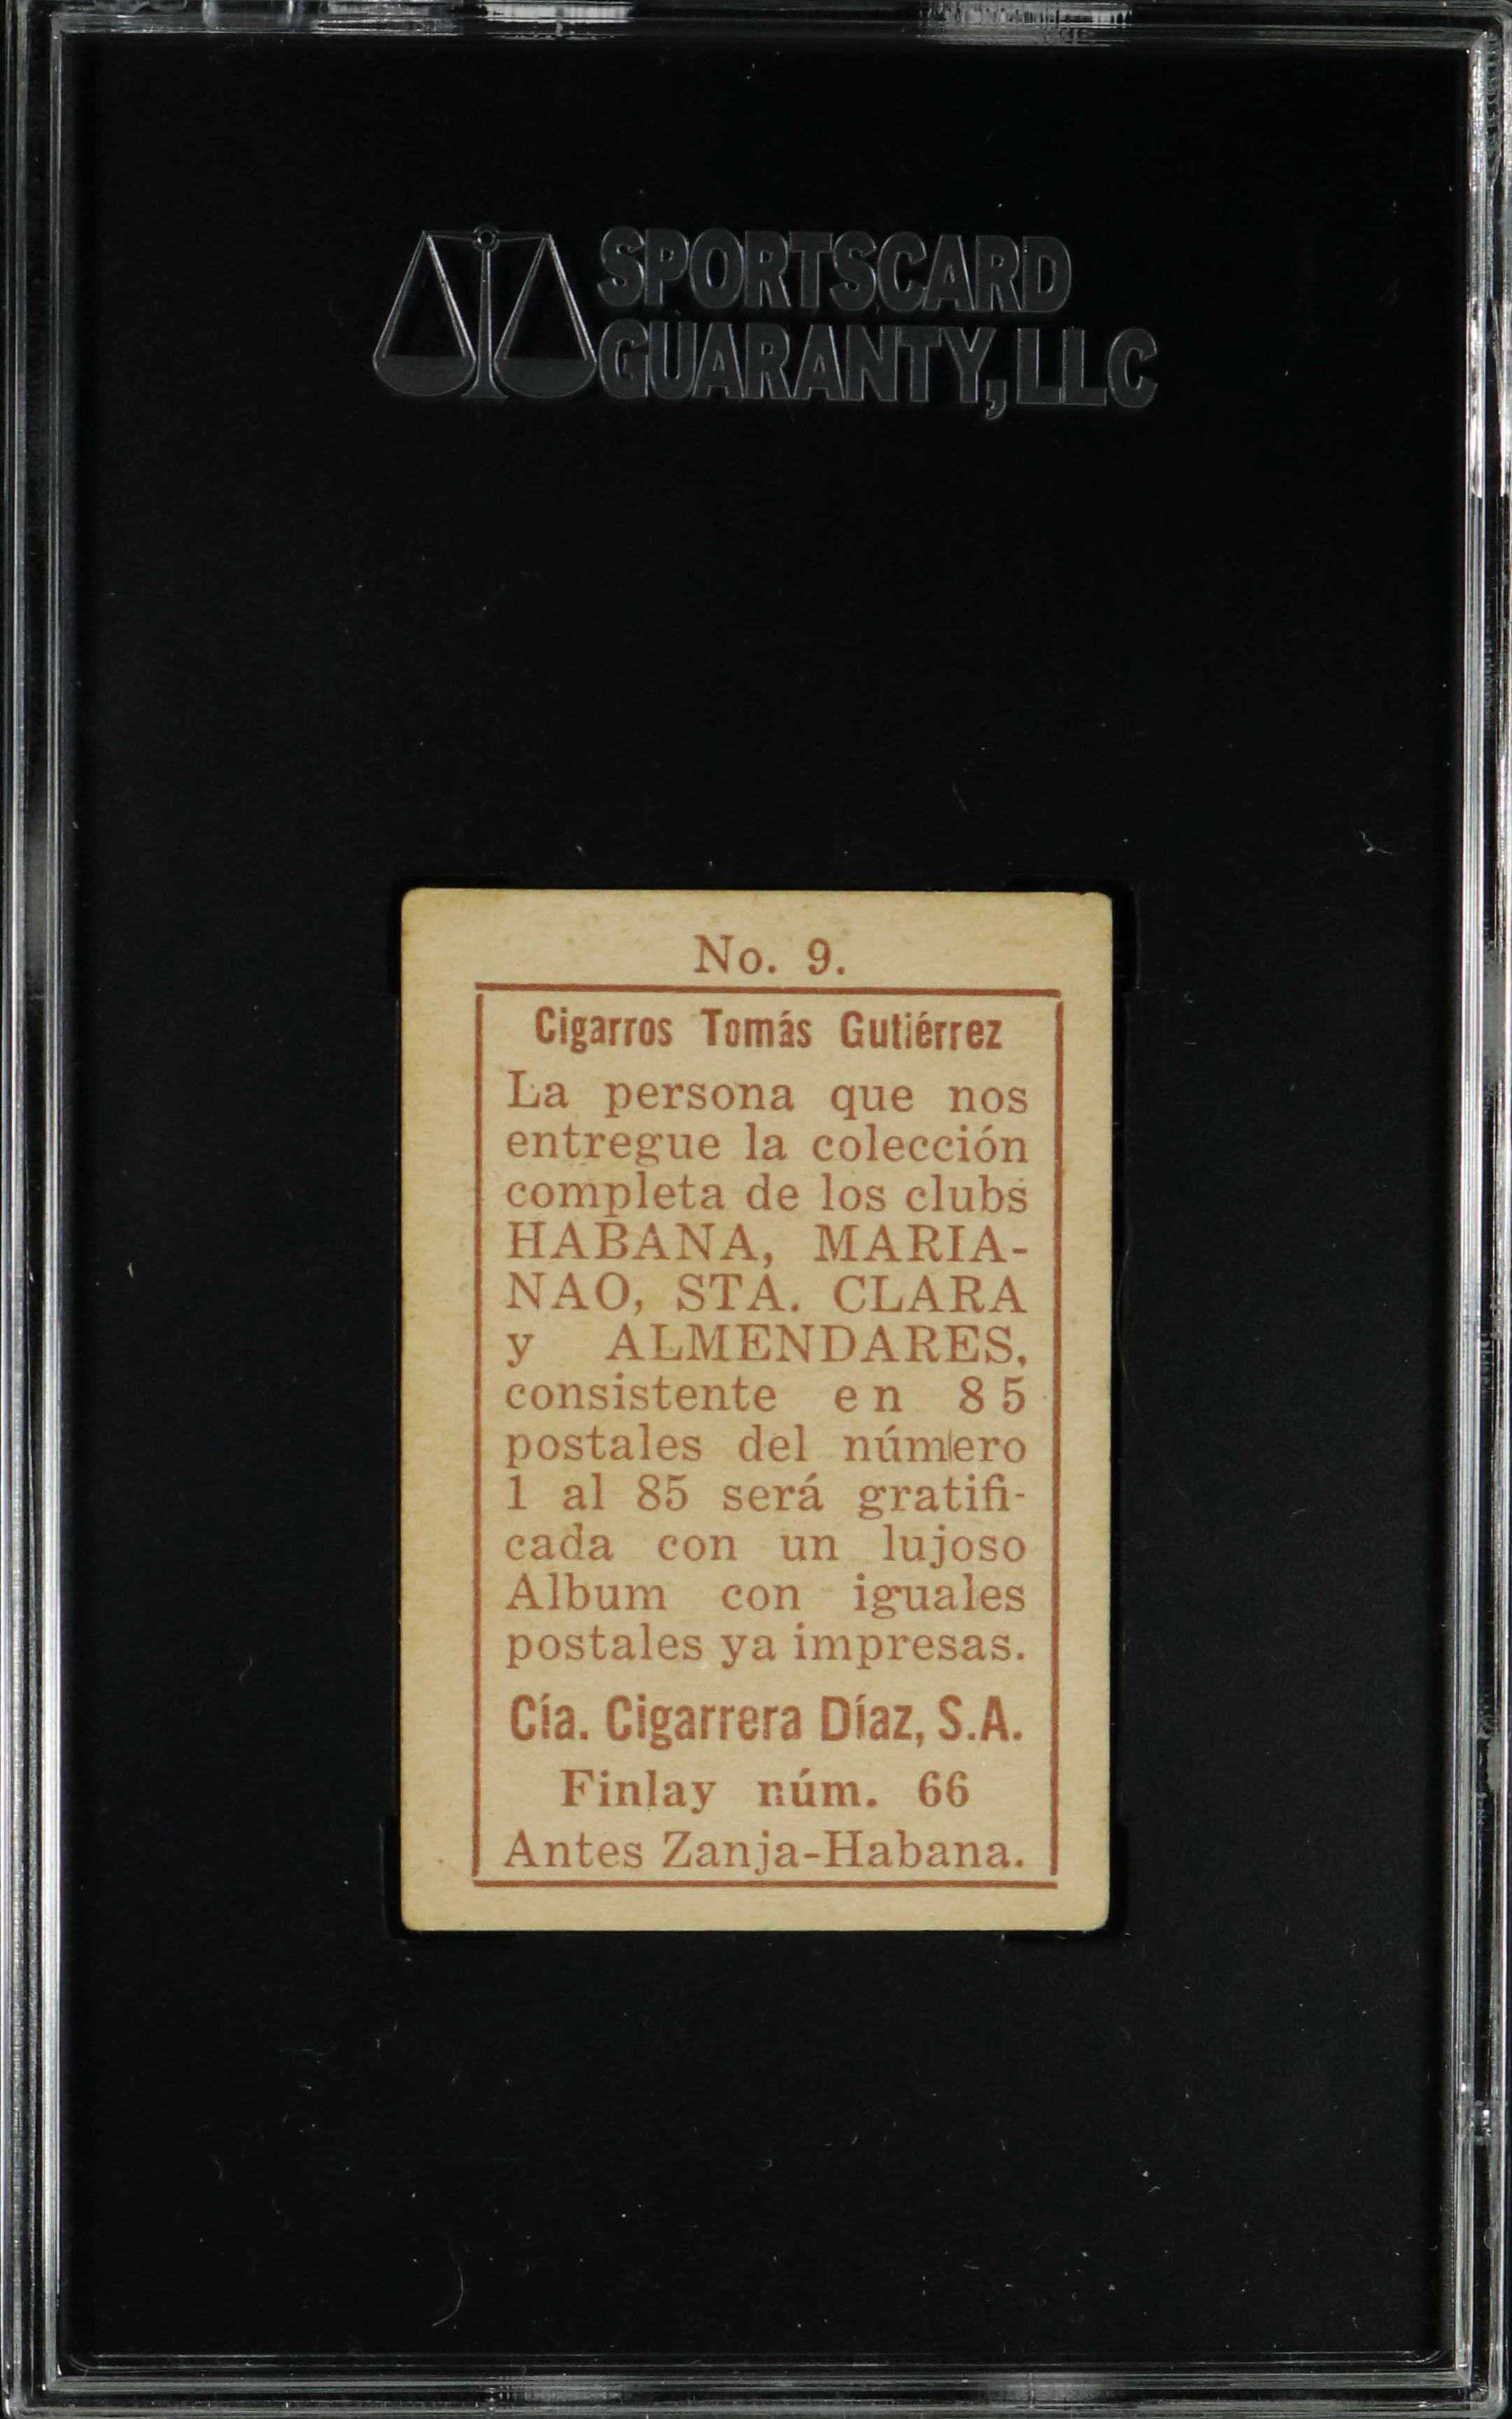 SPORTSCARD
GUARANTY, LLC
No. 9.
Cigarros Tomás Gutiérrez
La persona que nos
entregue la colección
completa de los clubs
HABANA, MARIA-
NAO, STA. CLARA
y ALMENDARES,
consistente en 85
postales del número
1 al 85 será gratifi-
cada con un lujoso
Album con iguales
postales ya impresas.
Cía. Cigarrera Díaz, S.A.
Finlay núm. 66
Antes Zanja-Habana.